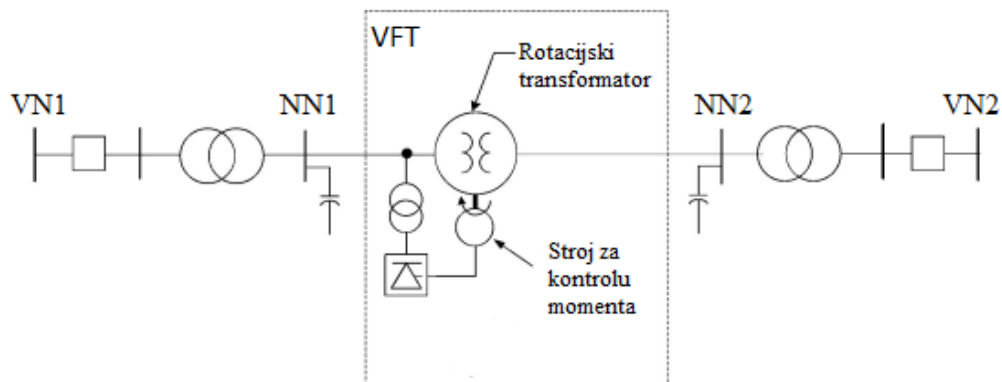 VFT
Rotacijski
transformator
VN1
NN1
NN2
VN2
Stroj za
kontrolu
momenta